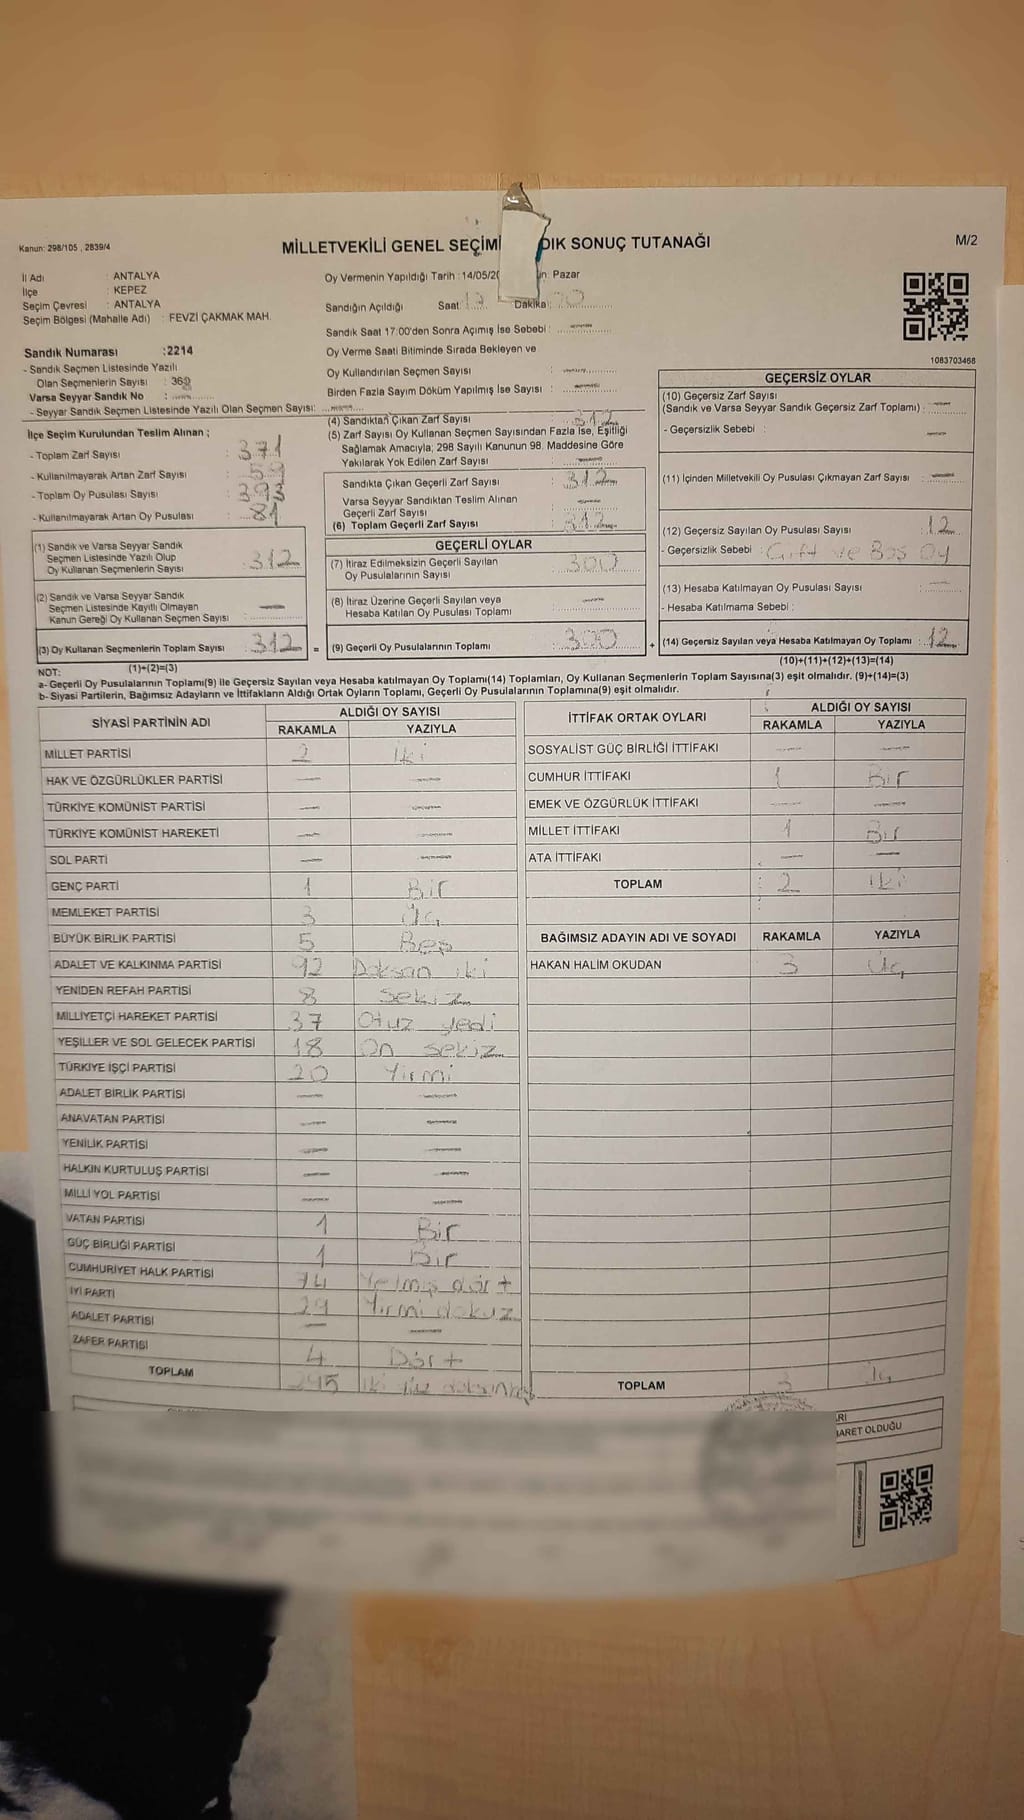 Kanun: 298/105 , 2839/4
MİLLETVEKİLİ GENEL SEÇİMİ DIK SONUÇ TUTANAĞI
M/2
İl Adı : ANTALYA
İlçe : KEPEZ
Seçim Çevresi : ANTALYA
Seçim Bölgesi (Mahalle Adı) : FEVZİ ÇAKMAK MAH.
Oy Vermenin Yapıldığı Tarih : 14/05/20 n: Pazar
Sandığın Açıldığı Saat: 17 Dakika:
Sandık Saat 17:00'den Sonra Açımış İse Sebebi : —
Oy Verme Saati Bitiminde Sırada Bekleyen ve
Oy Kullandırılan Seçmen Sayısı : —
Birden Fazla Sayım Döküm Yapılmış İse Sayısı : —
1083703468
Sandık Numarası :2214
- Sandık Seçmen Listesinde Yazılı
Olan Seçmenlerin Sayısı : 369
Varsa Seyyar Sandık No : —
- Seyyar Sandık Seçmen Listesinde Yazılı Olan Seçmen Sayısı: —
İlçe Seçim Kurulundan Teslim Alınan ;
- Toplam Zarf Sayısı : 371
- Kullanılmayarak Artan Zarf Sayısı : 59
- Toplam Oy Pusulası Sayısı : 393
- Kullanılmayarak Artan Oy Pusulası : 81
(1) Sandık ve Varsa Seyyar Sandık
Seçmen Listesinde Yazılı Olup
Oy Kullanan Seçmenlerin Sayısı : 312
(2) Sandık ve Varsa Seyyar Sandık
Seçmen Listesinde Kayıtlı Olmayan
Kanun Gereği Oy Kullanan Seçmen Sayısı : —
(3) Oy Kullanan Seçmenlerin Toplam Sayısı : 312 =
(1)+(2)=(3)
(4) Sandıktan Çıkan Zarf Sayısı : 312
(5) Zarf Sayısı Oy Kullanan Seçmen Sayısından Fazla İse, Eşitliği
Sağlamak Amacıyla; 298 Sayılı Kanunun 98. Maddesine Göre
Yakılarak Yok Edilen Zarf Sayısı : —
Sandıkta Çıkan Geçerli Zarf Sayısı : 312
Varsa Seyyar Sandıktan Teslim Alınan
Geçerli Zarf Sayısı : —
(6) Toplam Geçerli Zarf Sayısı : 312
GEÇERLİ OYLAR
(7) İtiraz Edilmeksizin Geçerli Sayılan
Oy Pusulalarının Sayısı : 300
(8) İtiraz Üzerine Geçerli Sayılan veya
Hesaba Katılan Oy Pusulası Toplamı : —
(9) Geçerli Oy Pusulalarının Toplamı : 300 +
GEÇERSİZ OYLAR
(10) Geçersiz Zarf Sayısı
(Sandık ve Varsa Seyyar Sandık Geçersiz Zarf Toplamı) : —
- Geçersizlik Sebebi : —
(11) İçinden Milletvekili Oy Pusulası Çıkmayan Zarf Sayısı : —
(12) Geçersiz Sayılan Oy Pusulası Sayısı : 12
- Geçersizlik Sebebi : Çift ve Boş Oy
(13) Hesaba Katılmayan Oy Pusulası Sayısı : —
- Hesaba Katılmama Sebebi :
(14) Geçersiz Sayılan veya Hesaba Katılmayan Oy Toplamı : 12
(10)+(11)+(12)+(13)=(14)
NOT:
a- Geçerli Oy Pusulalarının Toplamı(9) ile Geçersiz Sayılan veya Hesaba katılmayan Oy Toplamı(14) Toplamları, Oy Kullanan Seçmenlerin Toplam Sayısına(3) eşit olmalıdır. (9)+(14)=(3)
b- Siyasi Partilerin, Bağımsız Adayların ve İttifakların Aldığı Ortak Oyların Toplamı, Geçerli Oy Pusulalarının Toplamına(9) eşit olmalıdır.
SİYASİ PARTİNİN ADI ALDIĞI OY SAYISI
RAKAMLA YAZIYLA
MİLLET PARTİSİ 2 İki
HAK VE ÖZGÜRLÜKLER PARTİSİ — —
TÜRKİYE KOMÜNİST PARTİSİ — —
TÜRKİYE KOMÜNİST HAREKETİ — —
SOL PARTİ — —
GENÇ PARTİ 1 Bir
MEMLEKET PARTİSİ 3 Üç
BÜYÜK BİRLİK PARTİSİ 5 Beş
ADALET VE KALKINMA PARTİSİ 92 Doksan iki
YENİDEN REFAH PARTİSİ 8 Sekiz
MİLLİYETÇİ HAREKET PARTİSİ 37 Otuz yedi
YEŞİLLER VE SOL GELECEK PARTİSİ 18 On sekiz
TÜRKİYE İŞÇİ PARTİSİ 20 Yirmi
ADALET BİRLİK PARTİSİ — —
ANAVATAN PARTİSİ — —
YENİLİK PARTİSİ — —
HALKIN KURTULUŞ PARTİSİ — —
MİLLİ YOL PARTİSİ — —
VATAN PARTİSİ 1 Bir
GÜÇ BİRLİĞİ PARTİSİ 1 Bir
CUMHURİYET HALK PARTİSİ 74 Yetmiş dört
İYİ PARTİ 29 Yirmi dokuz
ADALET PARTİSİ — —
ZAFER PARTİSİ 4 Dört
TOPLAM 295 iki yüz doksan beş
İTTİFAK ORTAK OYLARI ALDIĞI OY SAYISI
RAKAMLA YAZIYLA
SOSYALİST GÜÇ BİRLİĞİ İTTİFAKI — —
CUMHUR İTTİFAKI 1 Bir
EMEK VE ÖZGÜRLÜK İTTİFAKI — —
MİLLET İTTİFAKI 1 Bir
ATA İTTİFAKI — —
TOPLAM 2 İki
BAĞIMSIZ ADAYIN ADI VE SOYADI RAKAMLA YAZIYLA
HAKAN HALİM OKUDAN 3 Üç
TOPLAM 3 Üç
ARI
ARET OLDUĞU